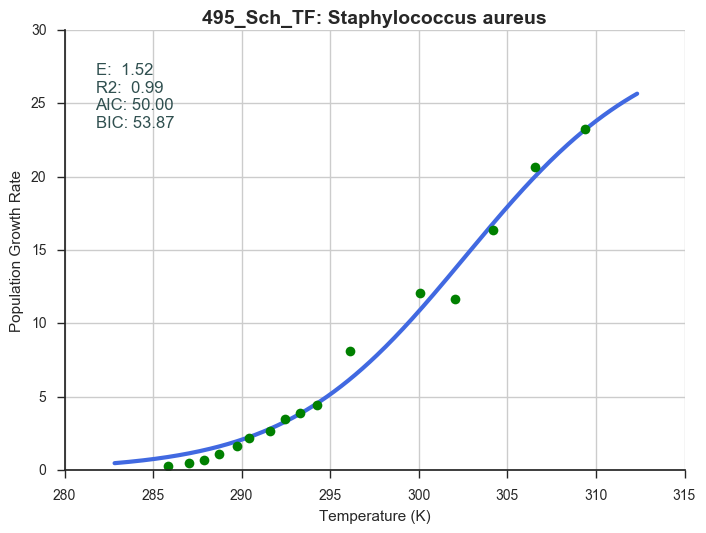 495_Sch_TF: Staphylococcus aureus
30
E:  1.52
R2:  0.99
AIC: 50.00
BIC: 53.87
25
20
15
10
5
0
Population Growth Rate
280 285 290 295 300 305 310 315
Temperature (K)